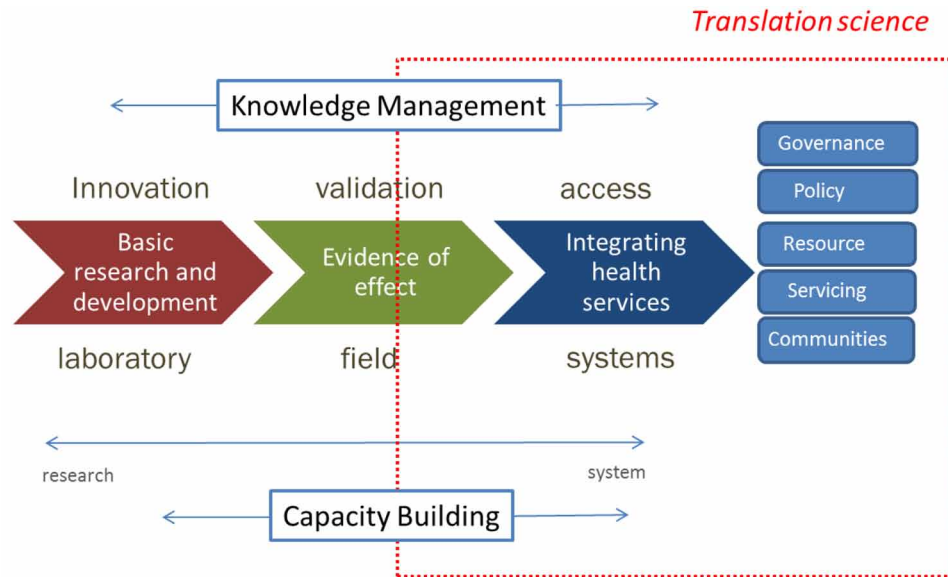 Translation science
Knowledge Management
Innovation
validation
access
Basic
research and
development
Evidence of
effect
Integrating
health
services
Governance
Policy
Resource
Servicing
Communities
laboratory
field
systems
research
system
Capacity Building